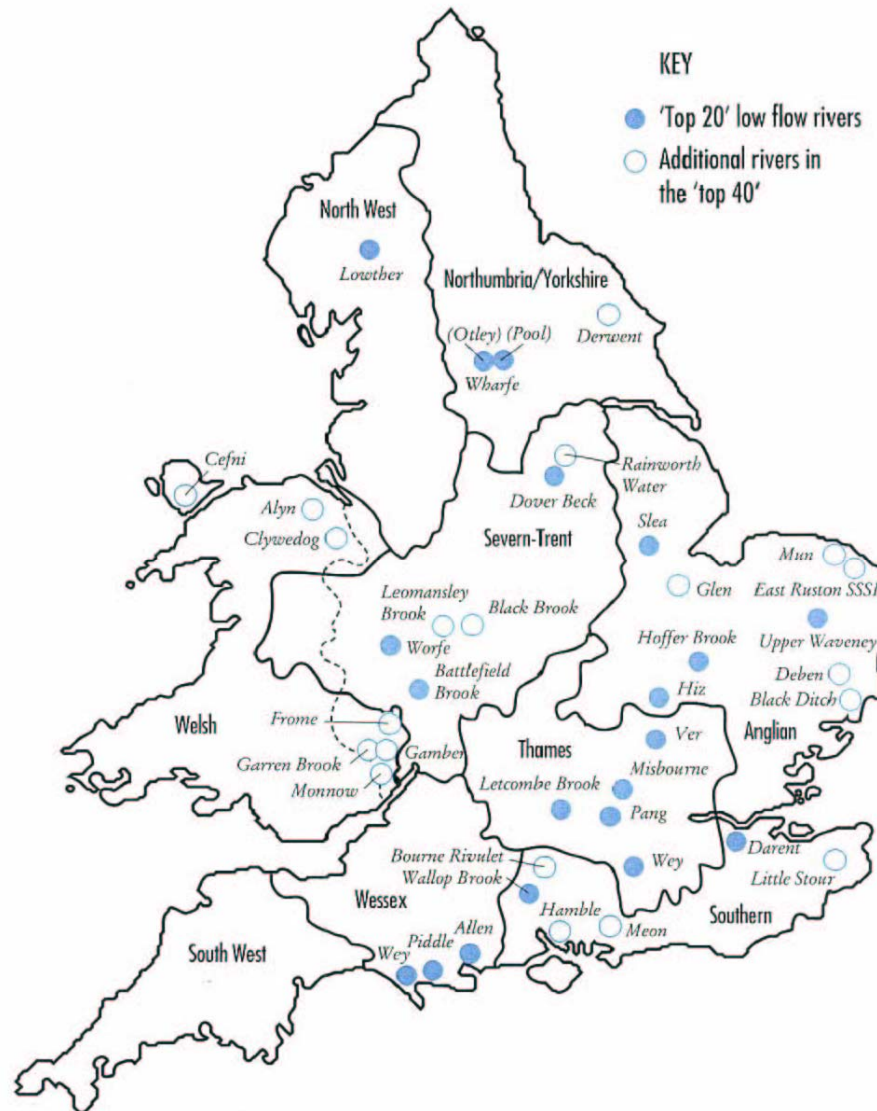 KEY
'Top 20' low flow rivers
Additional rivers in
the 'top 40'
North West
Lowther
Northumbria/Yorkshire
(Otley) (Pool)
Derwent
Wharfe
Cefni
Rainworth
Water
Dover Beck
Alyn
Clywedog
Severn-Trent
Slea
Mun
East Ruston SSSI
Glen
Leomansley
Brook
Black Brook
Worfe
Hoffer Brook
Upper Waveney
Battlefield
Brook
Hiz
Deben
Black Ditch
Welsh
Frome
Garren Brook
Gamber
Monnow
Thames
Ver
Anglian
Misbourne
Letcombe Brook
Pang
Bourne Rivulet
Wallop Brook
Wey
Darent
Little Stour
Wessex
Hamble
Meon
Southern
Allen
Piddle
Wey
South West